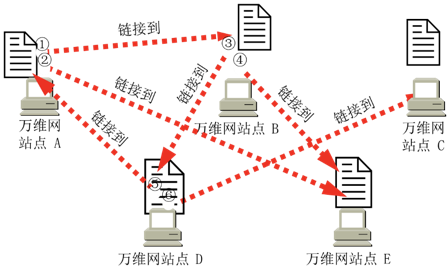 ①
②
链接到
③
④
链接到
链接到
链接到
链接到
链接到
万维网
站点 A
万维网站点 B
万维网
站点 C
⑤
⑥
万维网站点 D
万维网站点 E